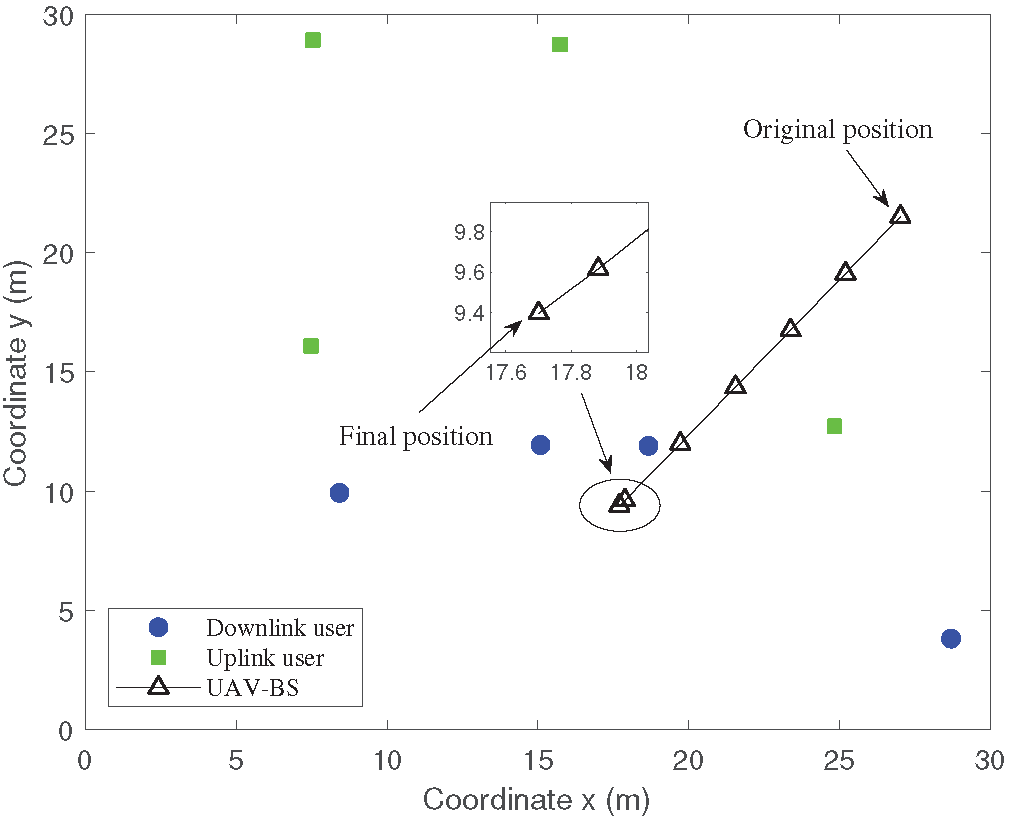 30
25
20
15
10
5
0
Coordinate y (m)
Original position
9.8
9.6
9.4
17.6 17.8 18
Final position
Downlink user
Uplink user
UAV-BS
0 5 10 15 20 25 30
Coordinate x (m)